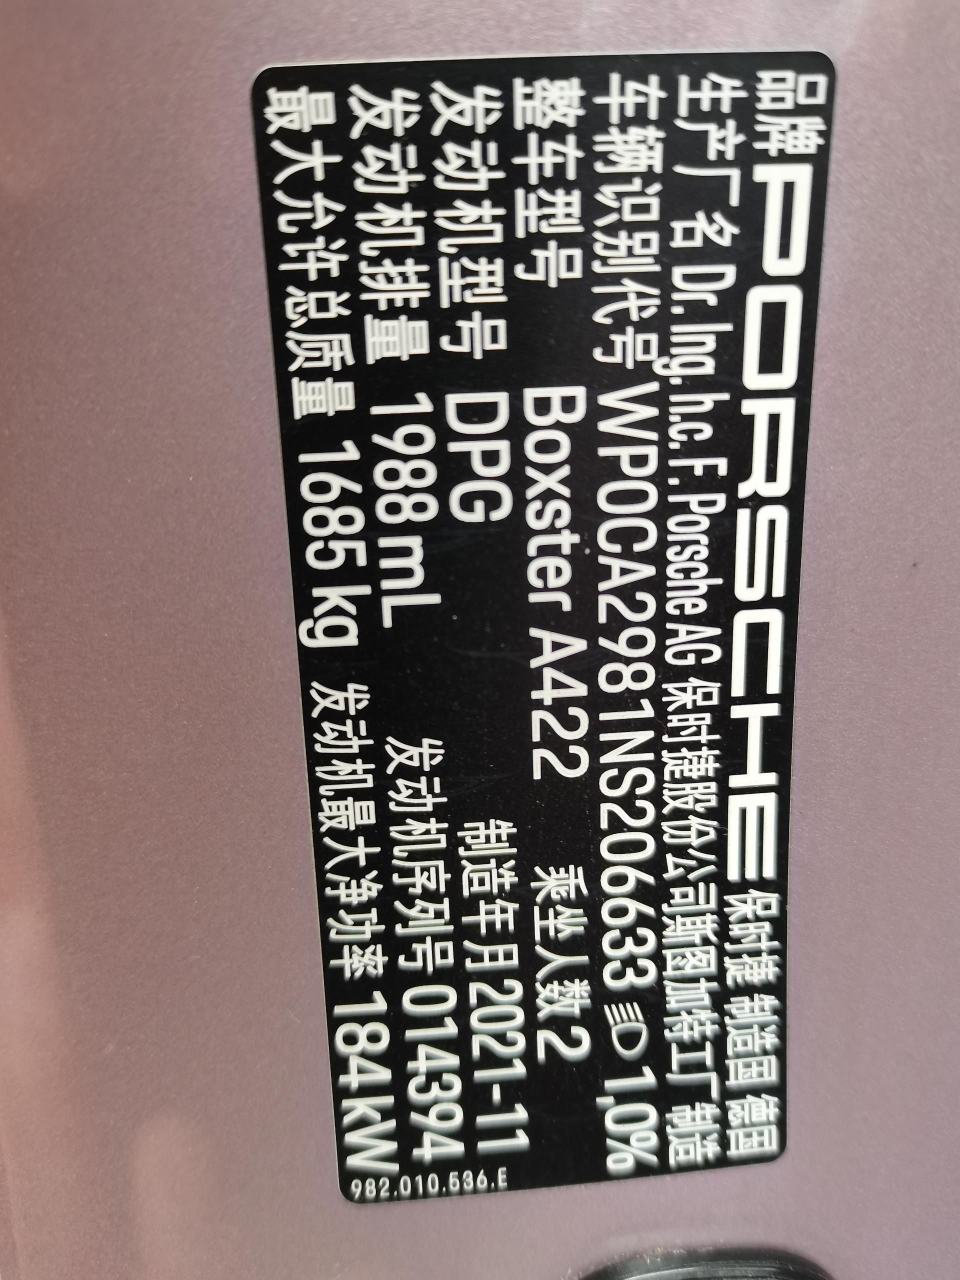 品牌 PORSCHE 保时捷 制造国 德国
生产厂名 Dr. Ing. h.c. F. Porsche AG 保时捷股份公司斯图加特工厂 制造
车辆识别代号 WP0CA2981NS206633 1,0%
整车型号 Boxster A422 乘坐人数 2
发动机型号 DPG 制造年月 2021-11
发动机排量 1988 mL 发动机序列号 014394
最大允许总质量 1685 kg 发动机最大净功率 184 kW
982.010.536.E